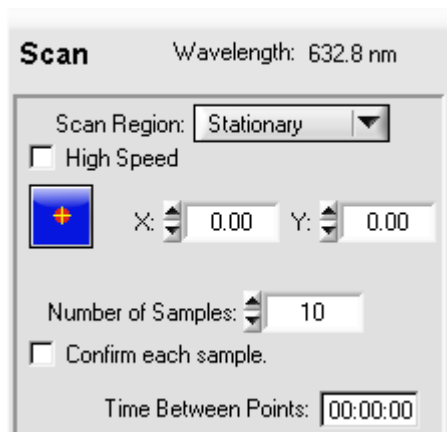 Scan Wavelength: 632.8 nm
Scan Region: Stationary
High Speed
X: 0.00 Y: 0.00
Number of Samples: 10
Confirm each sample.
Time Between Points: 00:00:00